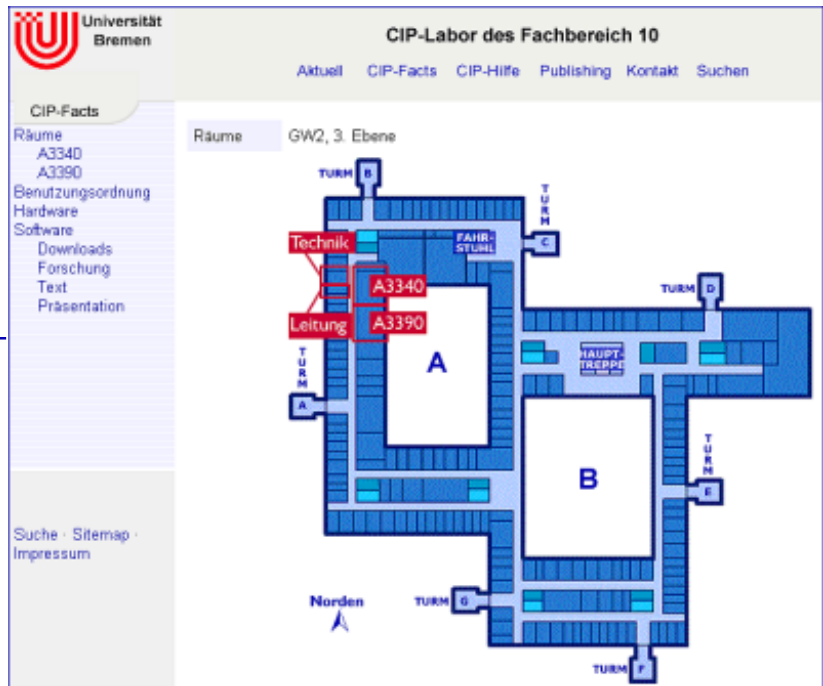 Universität
Bremen
CIP-Labor des Fachbereich 10
Aktuell CIP-Facts CIP-Hilfe Publishing Kontakt Suchen
CIP-Facts
Räume
A3340
A3390
Benutzungsordnung
Hardware
Software
Downloads
Forschung
Text
Präsentation
Suche · Sitemap ·
Impressum
Räume GW2, 3. Ebene
TURM B
TURM C
FAHR-
STUHL
Technik
A3340
TURM D
Leitung
A3390
HAUPT-
TREPPE
A
TURM A
TURM E
B
Norden
TURM G
TURM F